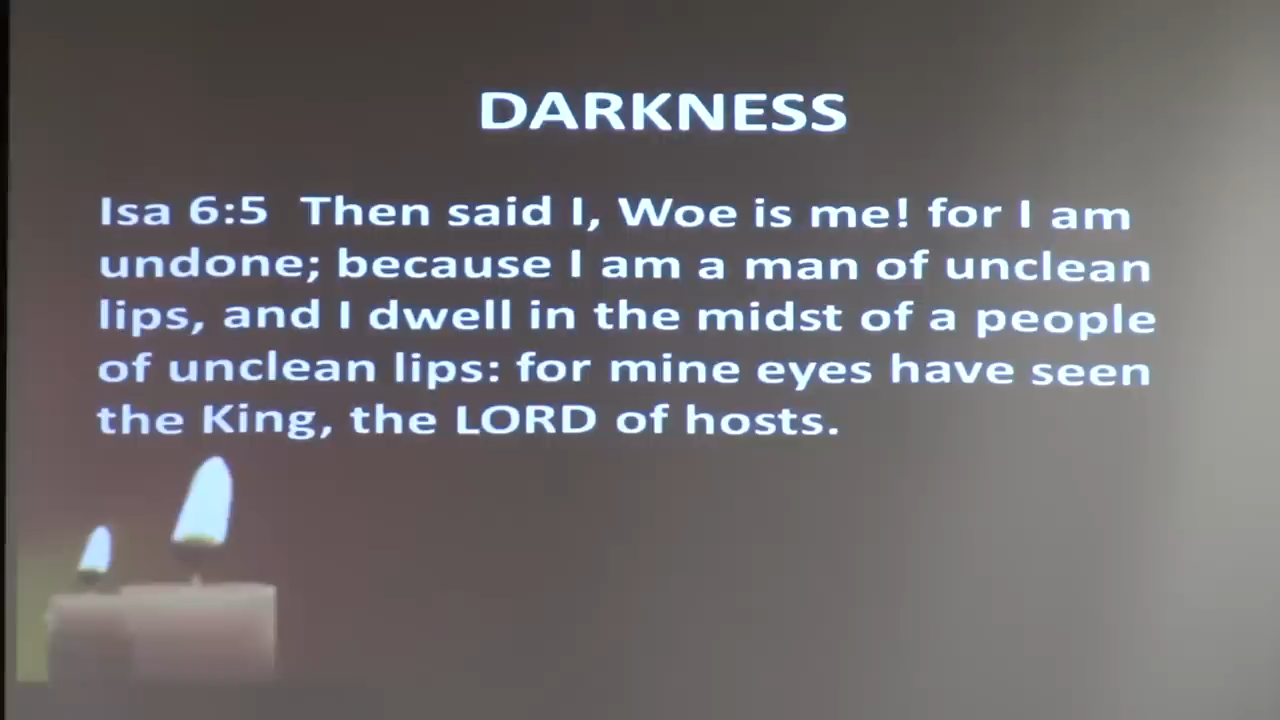 DARKNESS
Isa 6:5  Then said I, Woe is me! for I am
undone; because I am a man of unclean
lips, and I dwell in the midst of a people
of unclean lips: for mine eyes have seen
the King, the LORD of hosts.